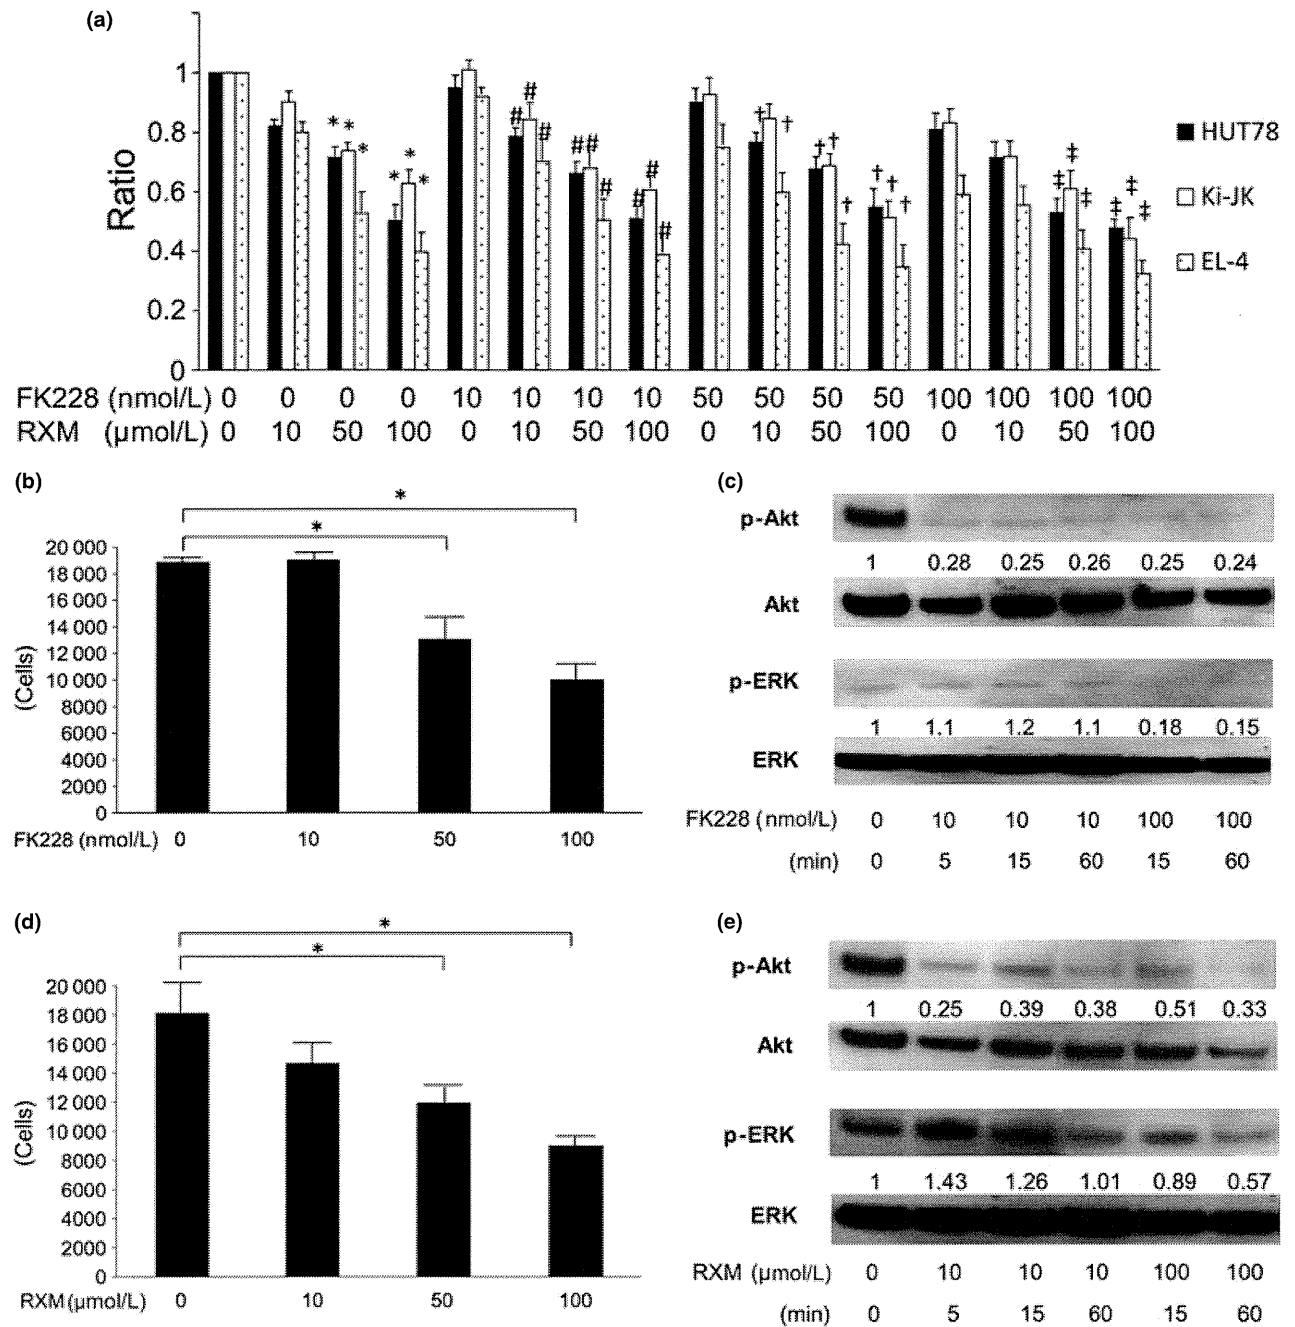 (a)
1
0.8
0.6
0.4
0.2
0
Ratio
* * *
* * *
# # #
## #
# # #
† †
†† †
† † †
‡ ‡ ‡
‡ ‡ ‡
HUT78
Ki-JK
EL-4
FK228 (nmol/L) 0 0 0 0 10 10 10 10 50 50 50 50 100 100 100 100
RXM (µmol/L) 0 10 50 100 0 10 50 100 0 10 50 100 0 10 50 100
(b)
*
*
20 000
18 000
16 000
14 000
12 000
10 000
8000
6000
4000
2000
0
(Cells)
FK228 (nmol/L) 0 10 50 100
(c)
p-Akt
1 0.28 0.25 0.26 0.25 0.24
Akt
p-ERK
1 1.1 1.2 1.1 0.18 0.15
ERK
FK228 (nmol/L) 0 10 10 10 100 100
(min) 0 5 15 60 15 60
(d)
*
*
20 000
18 000
16 000
14 000
12 000
10 000
8000
6000
4000
2000
0
(Cells)
RXM (µmol/L) 0 10 50 100
(e)
p-Akt
1 0.25 0.39 0.38 0.51 0.33
Akt
p-ERK
1 1.43 1.26 1.01 0.89 0.57
ERK
RXM (µmol/L) 0 10 10 10 100 100
(min) 0 5 15 60 15 60